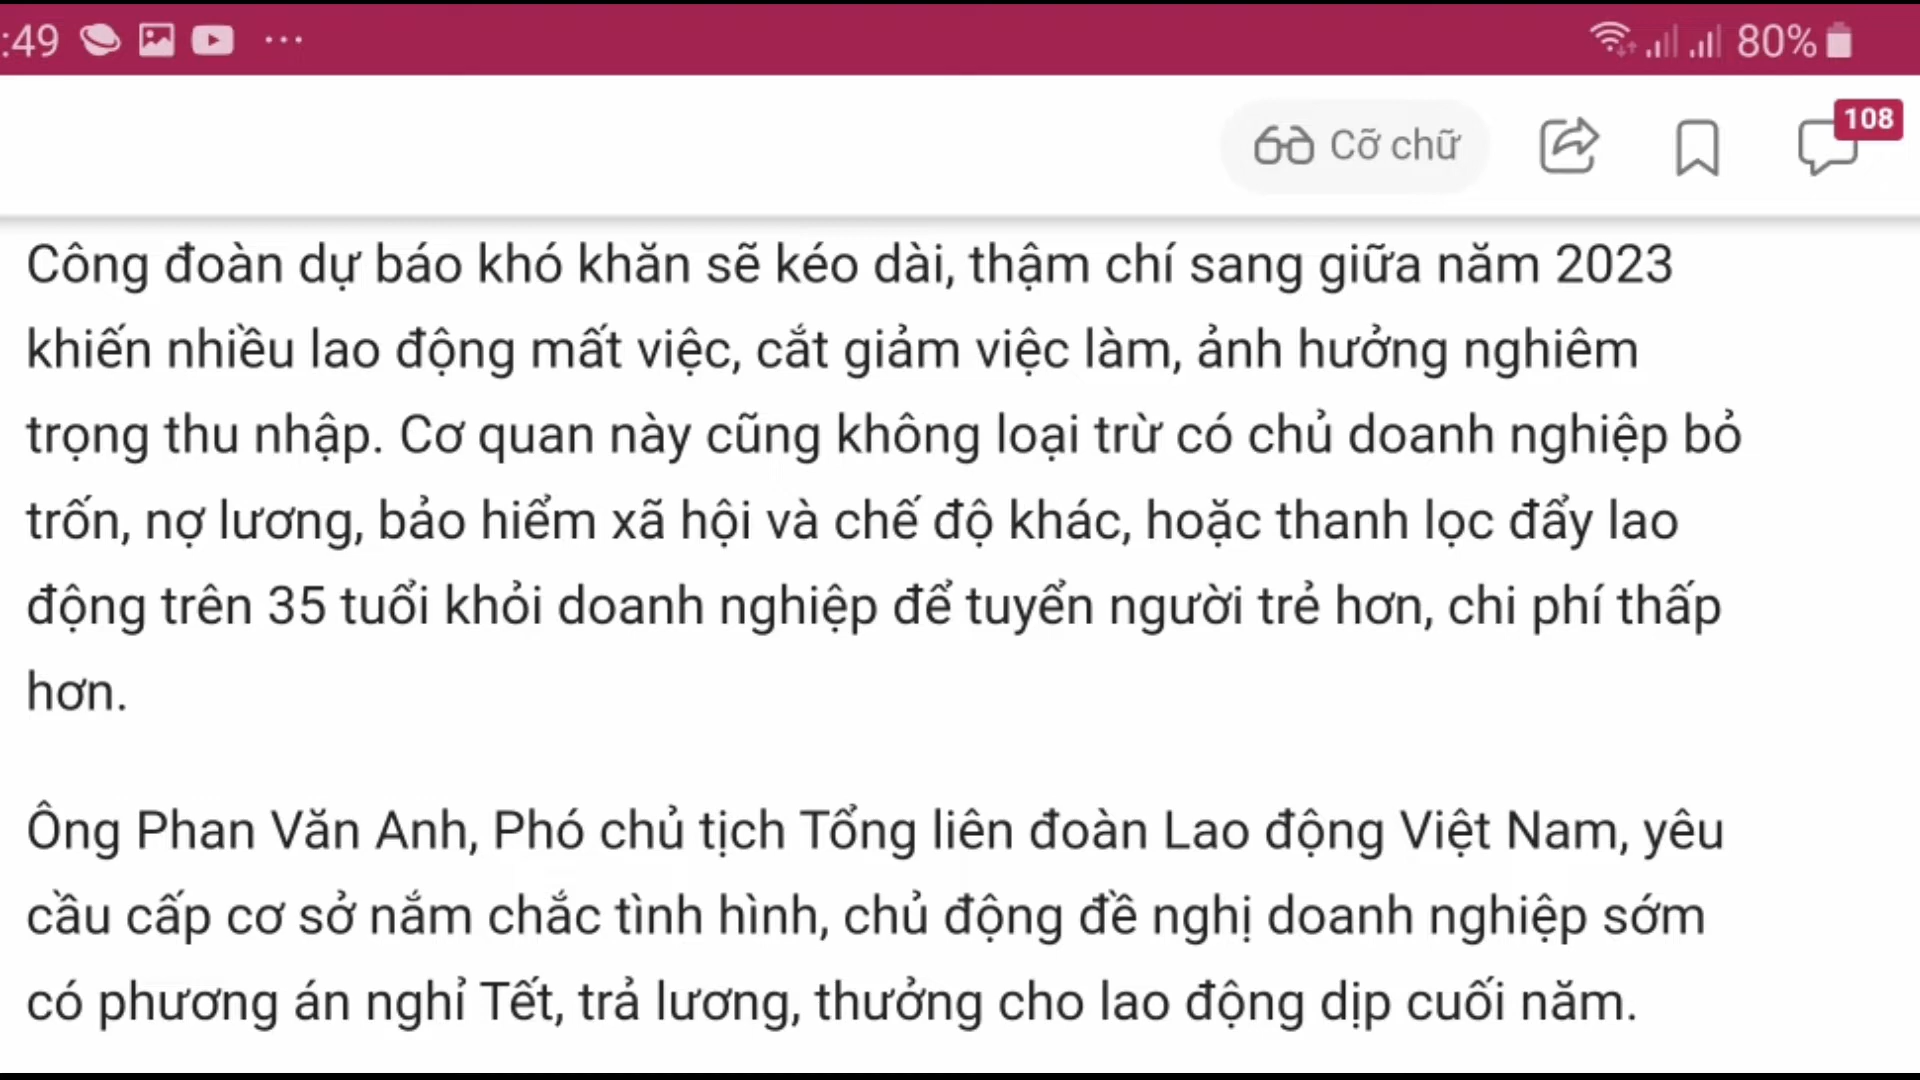 :49 80%
Cỡ chữ 108
Công đoàn dự báo khó khăn sẽ kéo dài, thậm chí sang giữa năm 2023
khiến nhiều lao động mất việc, cắt giảm việc làm, ảnh hưởng nghiêm
trọng thu nhập. Cơ quan này cũng không loại trừ có chủ doanh nghiệp bỏ
trốn, nợ lương, bảo hiểm xã hội và chế độ khác, hoặc thanh lọc đẩy lao
động trên 35 tuổi khỏi doanh nghiệp để tuyển người trẻ hơn, chi phí thấp
hơn.
Ông Phan Văn Anh, Phó chủ tịch Tổng liên đoàn Lao động Việt Nam, yêu
cầu cấp cơ sở nắm chắc tình hình, chủ động đề nghị doanh nghiệp sớm
có phương án nghỉ Tết, trả lương, thưởng cho lao động dịp cuối năm.